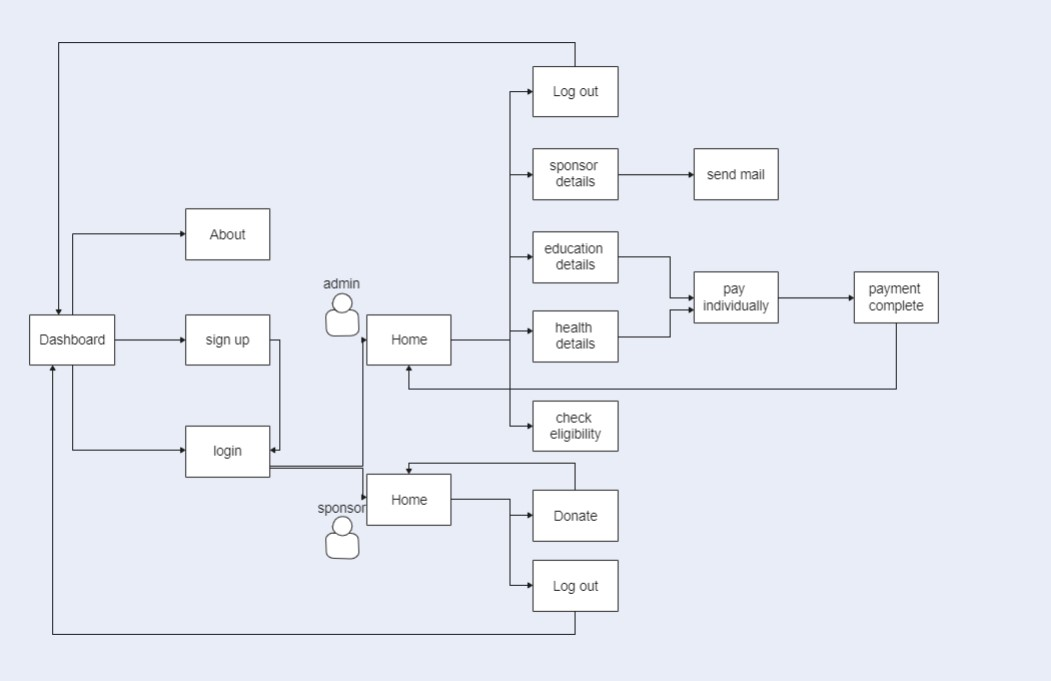 Log out
sponsor
details
send mail
About
education
details
admin
pay
individually
payment
complete
Dashboard
sign up
Home
health
details
check
eligibility
login
sponsor
Home
Donate
Log out